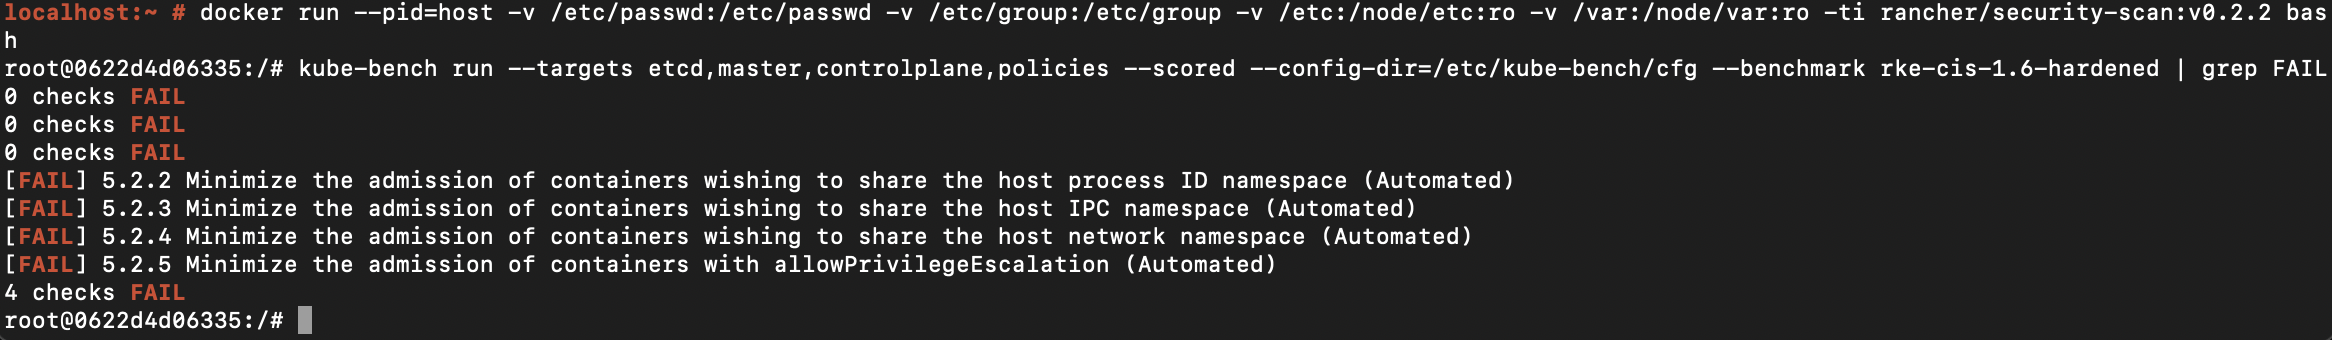 localhost:~ # docker run --pid=host -v /etc/passwd:/etc/passwd -v /etc/group:/etc/group -v /etc:/node/etc:ro -v /var:/node/var:ro -ti rancher/security-scan:v0.2.2 bas
h
root@0622d4d06335:/# kube-bench run --targets etcd,master,controlplane,policies --scored --config-dir=/etc/kube-bench/cfg --benchmark rke-cis-1.6-hardened | grep FAIL
0 checks FAIL
0 checks FAIL
0 checks FAIL
[FAIL] 5.2.2 Minimize the admission of containers wishing to share the host process ID namespace (Automated)
[FAIL] 5.2.3 Minimize the admission of containers wishing to share the host IPC namespace (Automated)
[FAIL] 5.2.4 Minimize the admission of containers wishing to share the host network namespace (Automated)
[FAIL] 5.2.5 Minimize the admission of containers with allowPrivilegeEscalation (Automated)
4 checks FAIL
root@0622d4d06335:/#